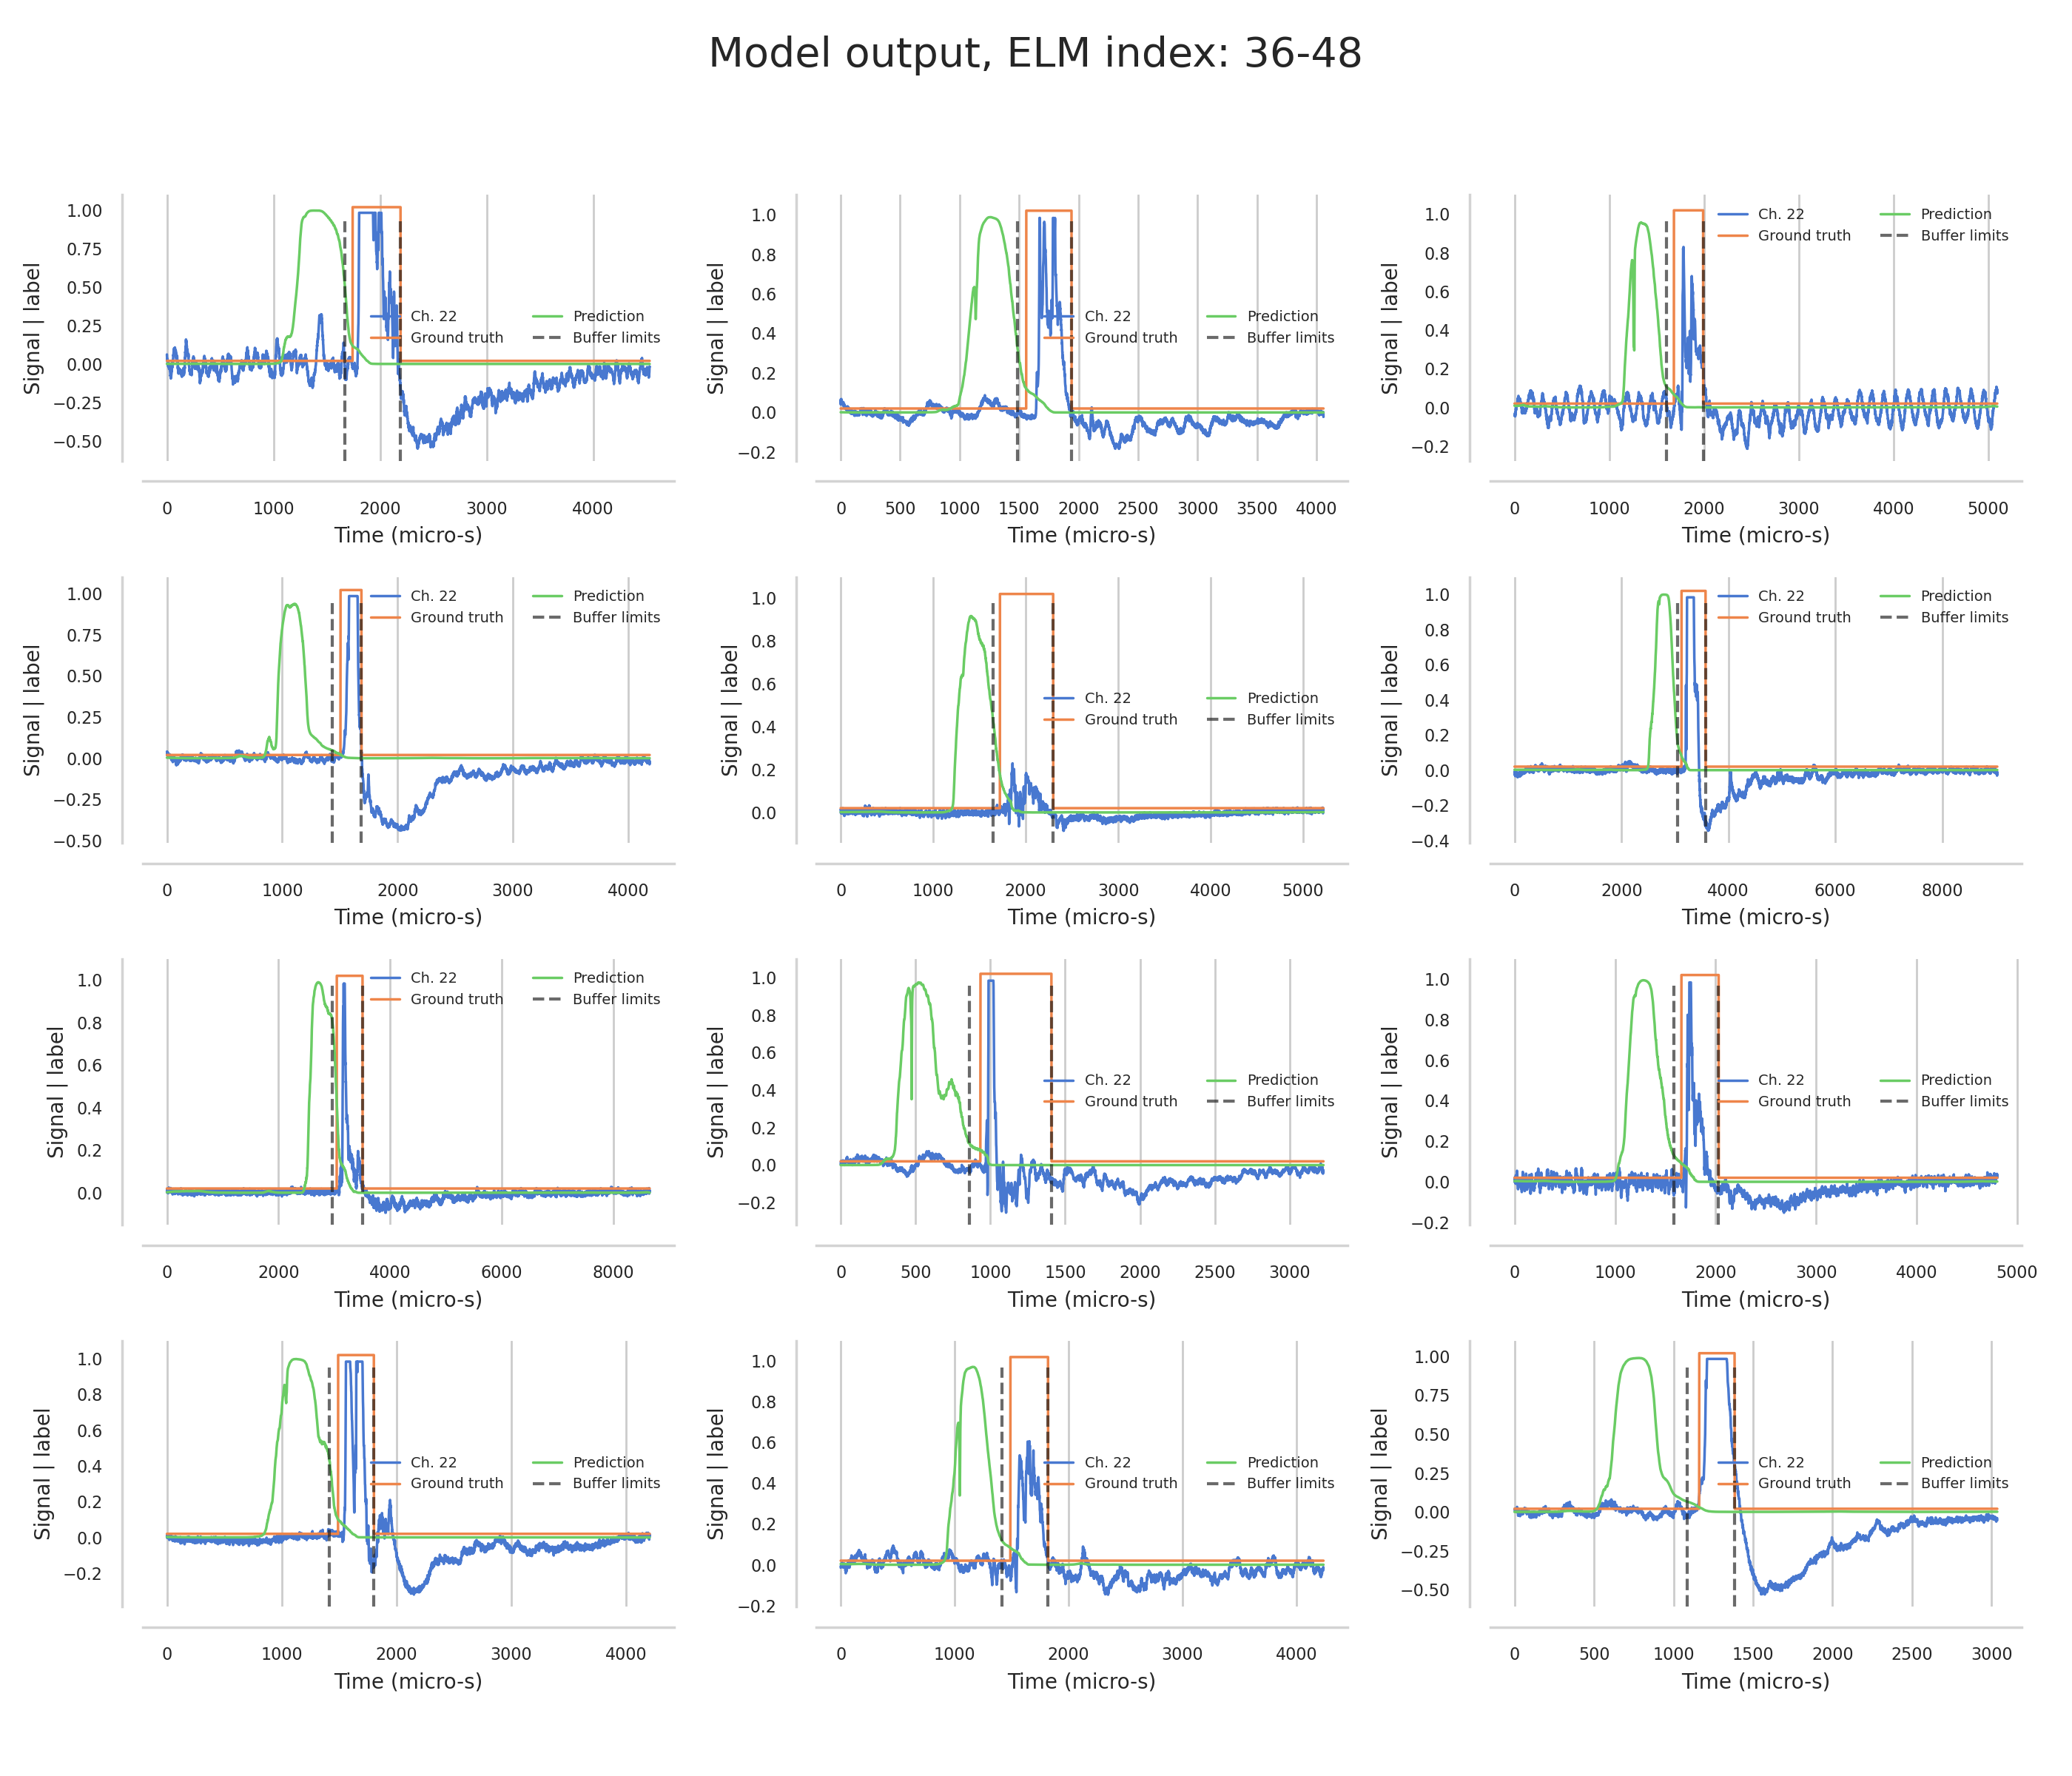 Model output, ELM index: 36-48
Signal | label
1.00
0.75
0.50
0.25
0.00
−0.25
−0.50
Ch. 22 Prediction
Ground truth Buffer limits
0 1000 2000 3000 4000
Time (micro-s)
Signal | label
1.0
0.8
0.6
0.4
0.2
0.0
−0.2
Ch. 22 Prediction
Ground truth Buffer limits
0 500 1000 1500 2000 2500 3000 3500 4000
Time (micro-s)
Signal | label
1.0
0.8
0.6
0.4
0.2
0.0
−0.2
Ch. 22 Prediction
Ground truth Buffer limits
0 1000 2000 3000 4000 5000
Time (micro-s)
Signal | label
1.00
0.75
0.50
0.25
0.00
−0.25
−0.50
Ch. 22 Prediction
Ground truth Buffer limits
0 1000 2000 3000 4000
Time (micro-s)
Signal | label
1.0
0.8
0.6
0.4
0.2
0.0
Ch. 22 Prediction
Ground truth Buffer limits
0 1000 2000 3000 4000 5000
Time (micro-s)
Signal | label
1.0
0.8
0.6
0.4
0.2
0.0
−0.2
−0.4
Ch. 22 Prediction
Ground truth Buffer limits
0 2000 4000 6000 8000
Time (micro-s)
Signal | label
1.0
0.8
0.6
0.4
0.2
0.0
Ch. 22 Prediction
Ground truth Buffer limits
0 2000 4000 6000 8000
Time (micro-s)
Signal | label
1.0
0.8
0.6
0.4
0.2
0.0
−0.2
Ch. 22 Prediction
Ground truth Buffer limits
0 500 1000 1500 2000 2500 3000
Time (micro-s)
Signal | label
1.0
0.8
0.6
0.4
0.2
0.0
−0.2
Ch. 22 Prediction
Ground truth Buffer limits
0 1000 2000 3000 4000 5000
Time (micro-s)
Signal | label
1.0
0.8
0.6
0.4
0.2
0.0
−0.2
Ch. 22 Prediction
Ground truth Buffer limits
0 1000 2000 3000 4000
Time (micro-s)
Signal | label
1.0
0.8
0.6
0.4
0.2
0.0
−0.2
Ch. 22 Prediction
Ground truth Buffer limits
0 1000 2000 3000 4000
Time (micro-s)
Signal | label
1.00
0.75
0.50
0.25
0.00
−0.25
−0.50
Ch. 22 Prediction
Ground truth Buffer limits
0 500 1000 1500 2000 2500 3000
Time (micro-s)